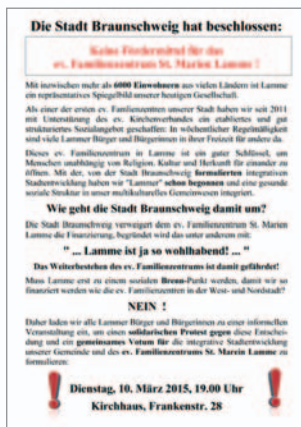 Die Stadt Braunschweig hat beschlossen:
Keine Fördermittel für das
ev. Familienzentrum St. Marien Lamme !
Mit inzwischen mehr als 6000 Einwohnern aus vielen Ländern ist Lamme
ein repräsentatives Spiegelbild unserer heutigen Gesellschaft.
Als einer der ersten ev. Familienzentren unserer Stadt haben wir seit 2011
mit Unterstützung des ev. Kirchenverbandes ein etabliertes und gut
strukturiertes Sozialangebot geschaffen: In wöchentlicher Regelmäßigkeit
sind viele Lammer Bürger und Bürgerinnen in ihrer Freizeit für andere da.
Dieses ev. Familienzentrum in Lamme ist ein guter Schlüssel, um
Menschen unabhängig von Religion, Kultur und Herkunft für einander zu
öffnen. Mit der, von der Stadt Braunschweig formulierten integrativen
Stadtentwicklung haben wir "Lammer" schon begonnen und eine gesunde
soziale Struktur in unser multikulturelles Gemeinwesen integriert.
Wie geht die Stadt Braunschweig damit um?
Die Stadt Braunschweig verweigert dem ev. Familienzentrum St. Marien
Lamme die Finanzierung, begründet wird das unter anderem mit:
" ... Lamme ist ja so wohlhabend! ... "
Das Weiterbestehen des ev. Familienzentrums ist damit gefährdet!
Muss Lamme erst zu einem sozialen Brenn-Punkt werden, damit wir so
finanziert werden wie die ev. Familienzentren in der West- und Nordstadt?
NEIN !
Daher laden wir alle Lammer Bürger und Bürgerinnen zu einer informellen
Veranstaltung ein, um einen solidarischen Protest gegen diese Entschei-
dung und ein gemeinsames Votum für die integrative Stadtentwicklung
unserer Gemeinde und des ev. Familienzentrums St. Marein Lamme zu
formulieren:
Dienstag, 10. März 2015, 19.00 Uhr
Kirchhaus, Frankenstr. 28